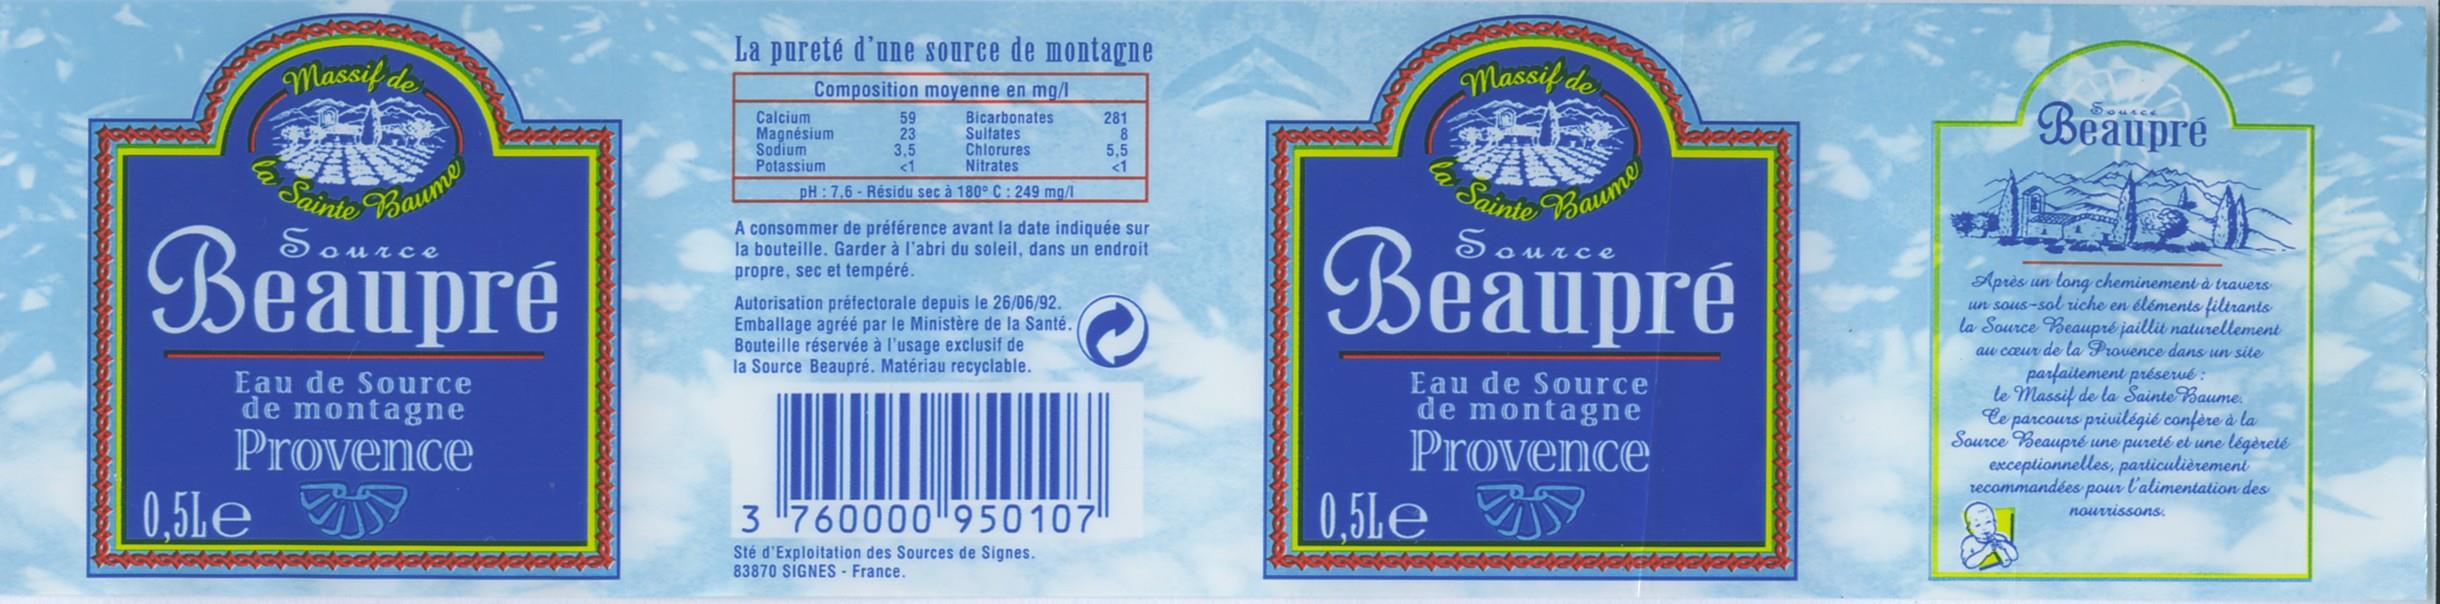 Massif de
la Sainte Baume
Source
Beaupré
Eau de Source
de montagne
Provence
0,5L e
La pureté d'une source de montagne
Composition moyenne en mg/l
Calcium 59 Bicarbonates 281
Magnésium 23 Sulfates 8
Sodium 3,5 Chlorures 5,5
Potassium <1 Nitrates <1
pH : 7,6 - Résidu sec à 180° C : 249 mg/l
A consommer de préférence avant la date indiquée sur
la bouteille. Garder à l'abri du soleil, dans un endroit
propre, sec et tempéré.
Autorisation préfectorale depuis le 26/06/92.
Emballage agréé par le Ministère de la Santé.
Bouteille réservée à l'usage exclusif de
la Source Beaupré. Matériau recyclable.
3 760000 950107
Sté d'Exploitation des Sources de Signes.
83870 SIGNES - France.
Massif de
la Sainte Baume
Source
Beaupré
Eau de Source
de montagne
Provence
0,5L e
Source
Beaupré
Après un long cheminement à travers
un sous-sol riche en éléments filtrants
la Source Beaupré jaillit naturellement
au cœur de la Provence dans un site
parfaitement préservé :
le Massif de la Sainte Baume.
Ce parcours privilégié confère à la
Source Beaupré une pureté et une légèreté
exceptionnelles, particulièrement
recommandées pour l'alimentation des
nourrissons.